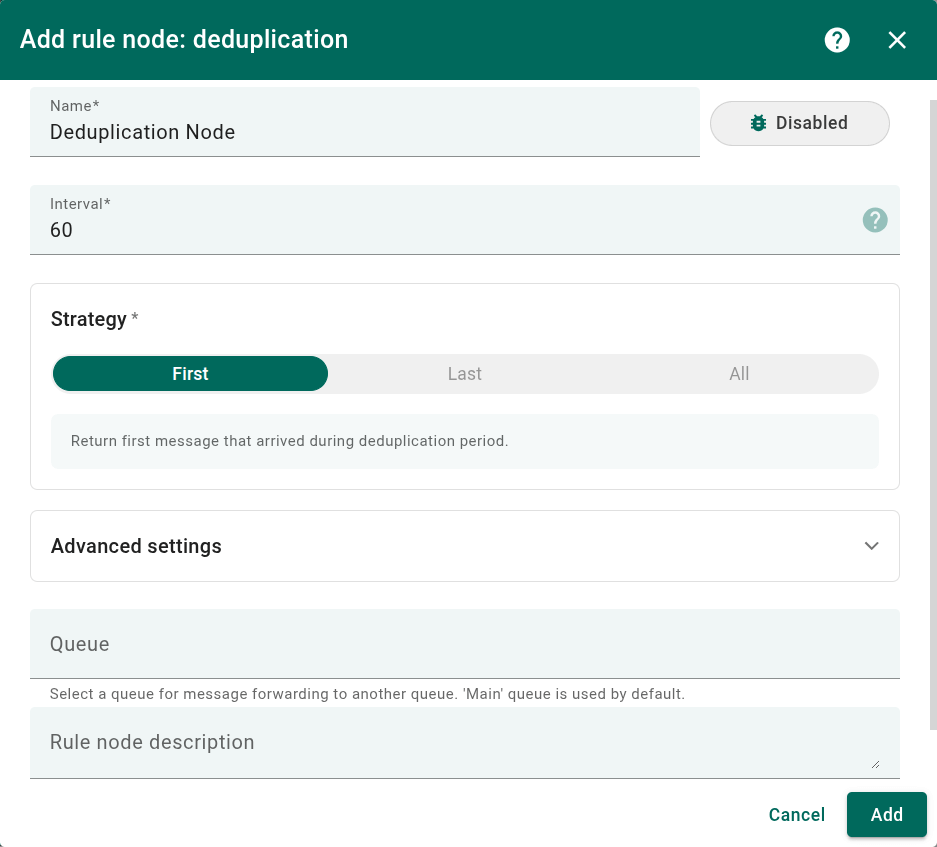 Add rule node: deduplication
Name*
Deduplication Node
Disabled
Interval*
60
Strategy *
First Last All
Return first message that arrived during deduplication period.
Advanced settings
Queue
Select a queue for message forwarding to another queue. 'Main' queue is used by default.
Rule node description
Cancel Add